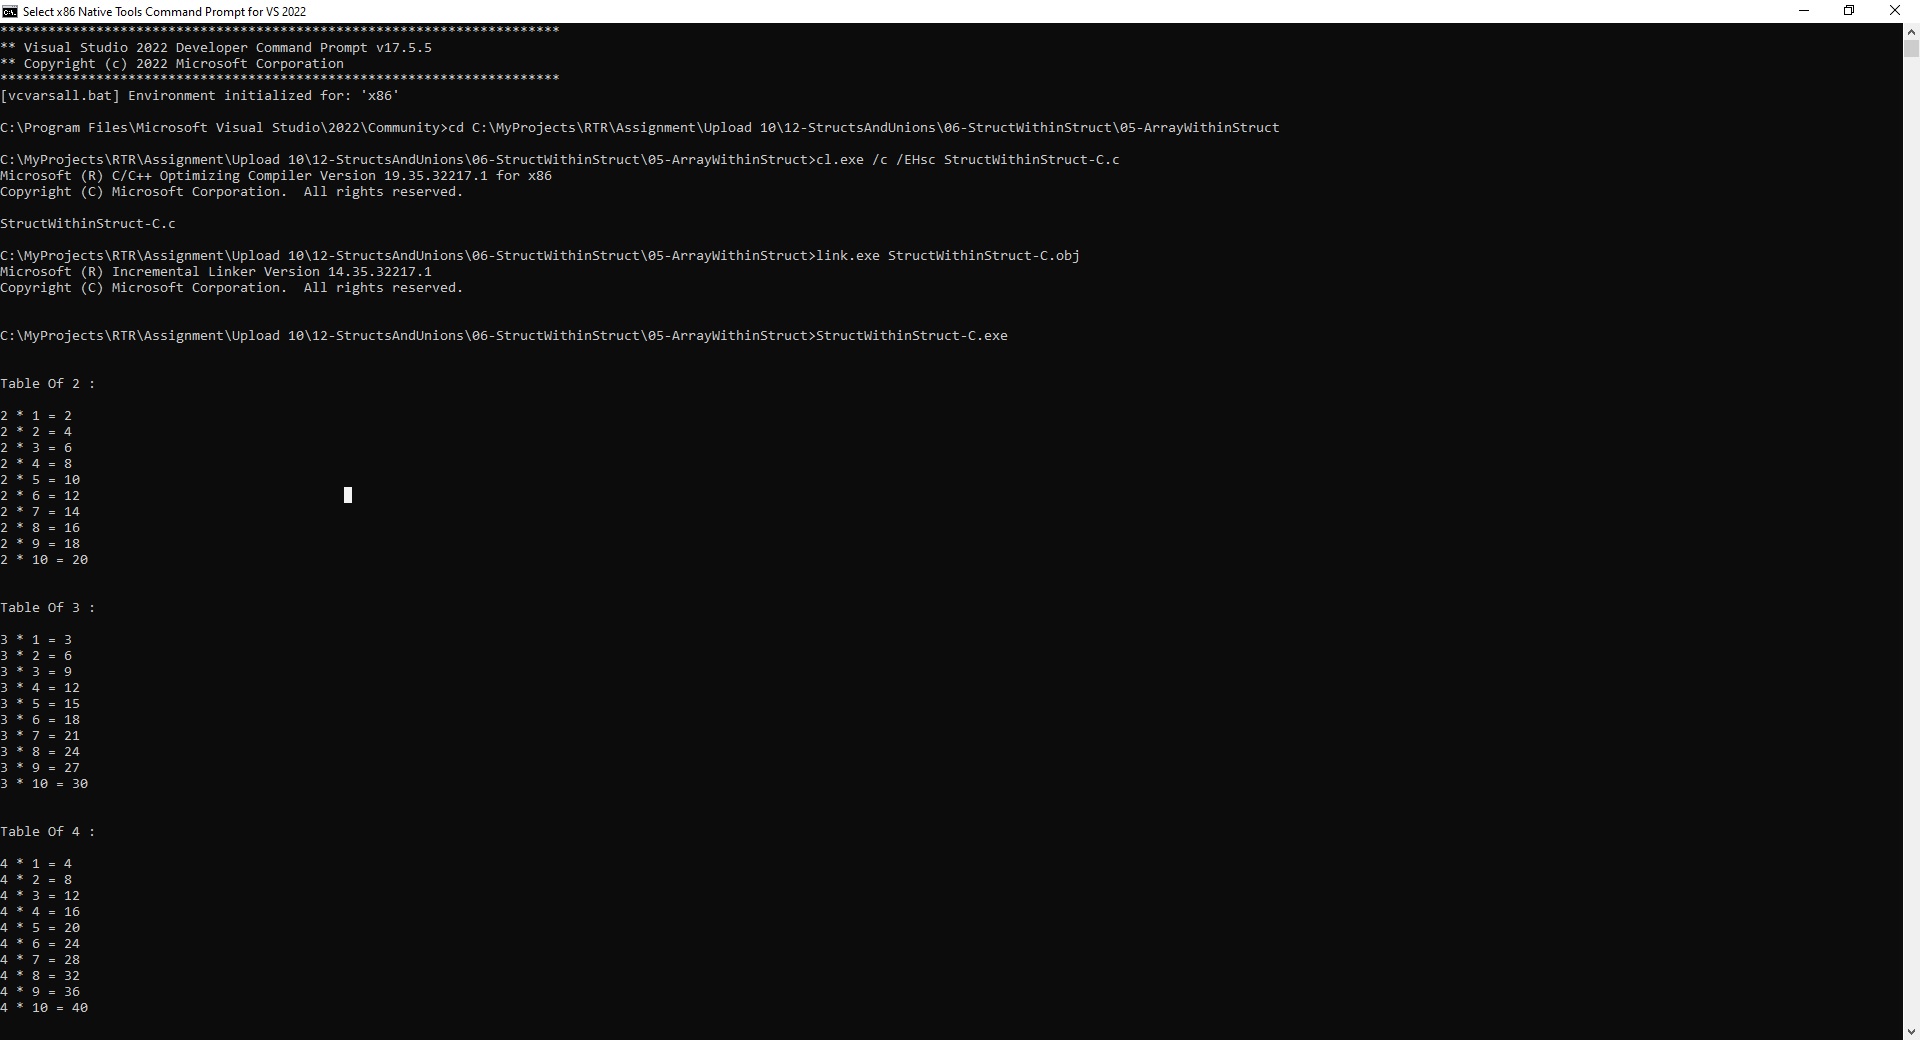 Select x86 Native Tools Command Prompt for VS 2022
**********************************************************************
** Visual Studio 2022 Developer Command Prompt v17.5.5
** Copyright (c) 2022 Microsoft Corporation
**********************************************************************
[vcvarsall.bat] Environment initialized for: 'x86'
C:\Program Files\Microsoft Visual Studio\2022\Community>cd C:\MyProjects\RTR\Assignment\Upload 10\12-StructsAndUnions\06-StructWithinStruct\05-ArrayWithinStruct
C:\MyProjects\RTR\Assignment\Upload 10\12-StructsAndUnions\06-StructWithinStruct\05-ArrayWithinStruct>cl.exe /c /EHsc StructWithinStruct-C.c
Microsoft (R) C/C++ Optimizing Compiler Version 19.35.32217.1 for x86
Copyright (C) Microsoft Corporation.  All rights reserved.
StructWithinStruct-C.c
C:\MyProjects\RTR\Assignment\Upload 10\12-StructsAndUnions\06-StructWithinStruct\05-ArrayWithinStruct>link.exe StructWithinStruct-C.obj
Microsoft (R) Incremental Linker Version 14.35.32217.1
Copyright (C) Microsoft Corporation.  All rights reserved.
C:\MyProjects\RTR\Assignment\Upload 10\12-StructsAndUnions\06-StructWithinStruct\05-ArrayWithinStruct>StructWithinStruct-C.exe
Table Of 2 :
2 * 1 = 2
2 * 2 = 4
2 * 3 = 6
2 * 4 = 8
2 * 5 = 10
2 * 6 = 12
2 * 7 = 14
2 * 8 = 16
2 * 9 = 18
2 * 10 = 20
Table Of 3 :
3 * 1 = 3
3 * 2 = 6
3 * 3 = 9
3 * 4 = 12
3 * 5 = 15
3 * 6 = 18
3 * 7 = 21
3 * 8 = 24
3 * 9 = 27
3 * 10 = 30
Table Of 4 :
4 * 1 = 4
4 * 2 = 8
4 * 3 = 12
4 * 4 = 16
4 * 5 = 20
4 * 6 = 24
4 * 7 = 28
4 * 8 = 32
4 * 9 = 36
4 * 10 = 40